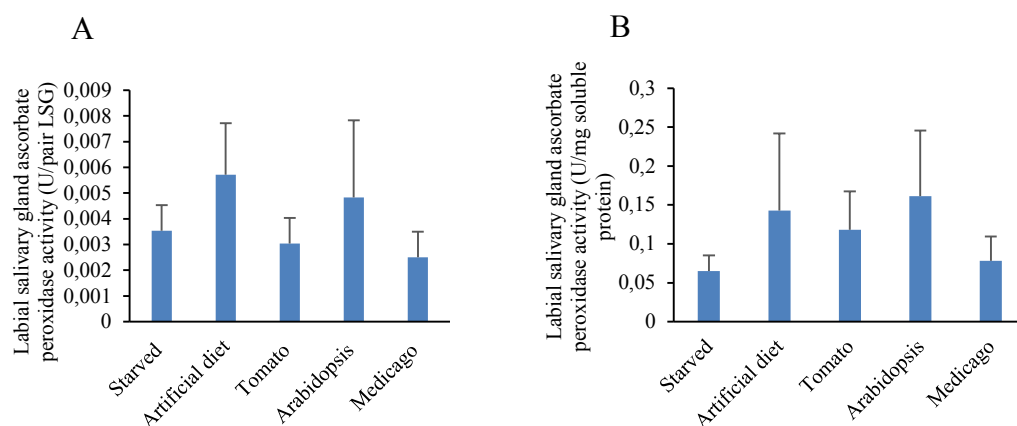 A
Labial salivary gland ascorbate
peroxidase activity (U/pair LSG)
0,009
0,008
0,007
0,006
0,005
0,004
0,003
0,002
0,001
0
Starved
Artificial diet
Tomato
Arabidopsis
Medicago
B
Labial salivary gland ascorbate
peroxidase activity (U/mg soluble
protein)
0,3
0,25
0,2
0,15
0,1
0,05
0
Starved
Artificial diet
Tomato
Arabidopsis
Medicago